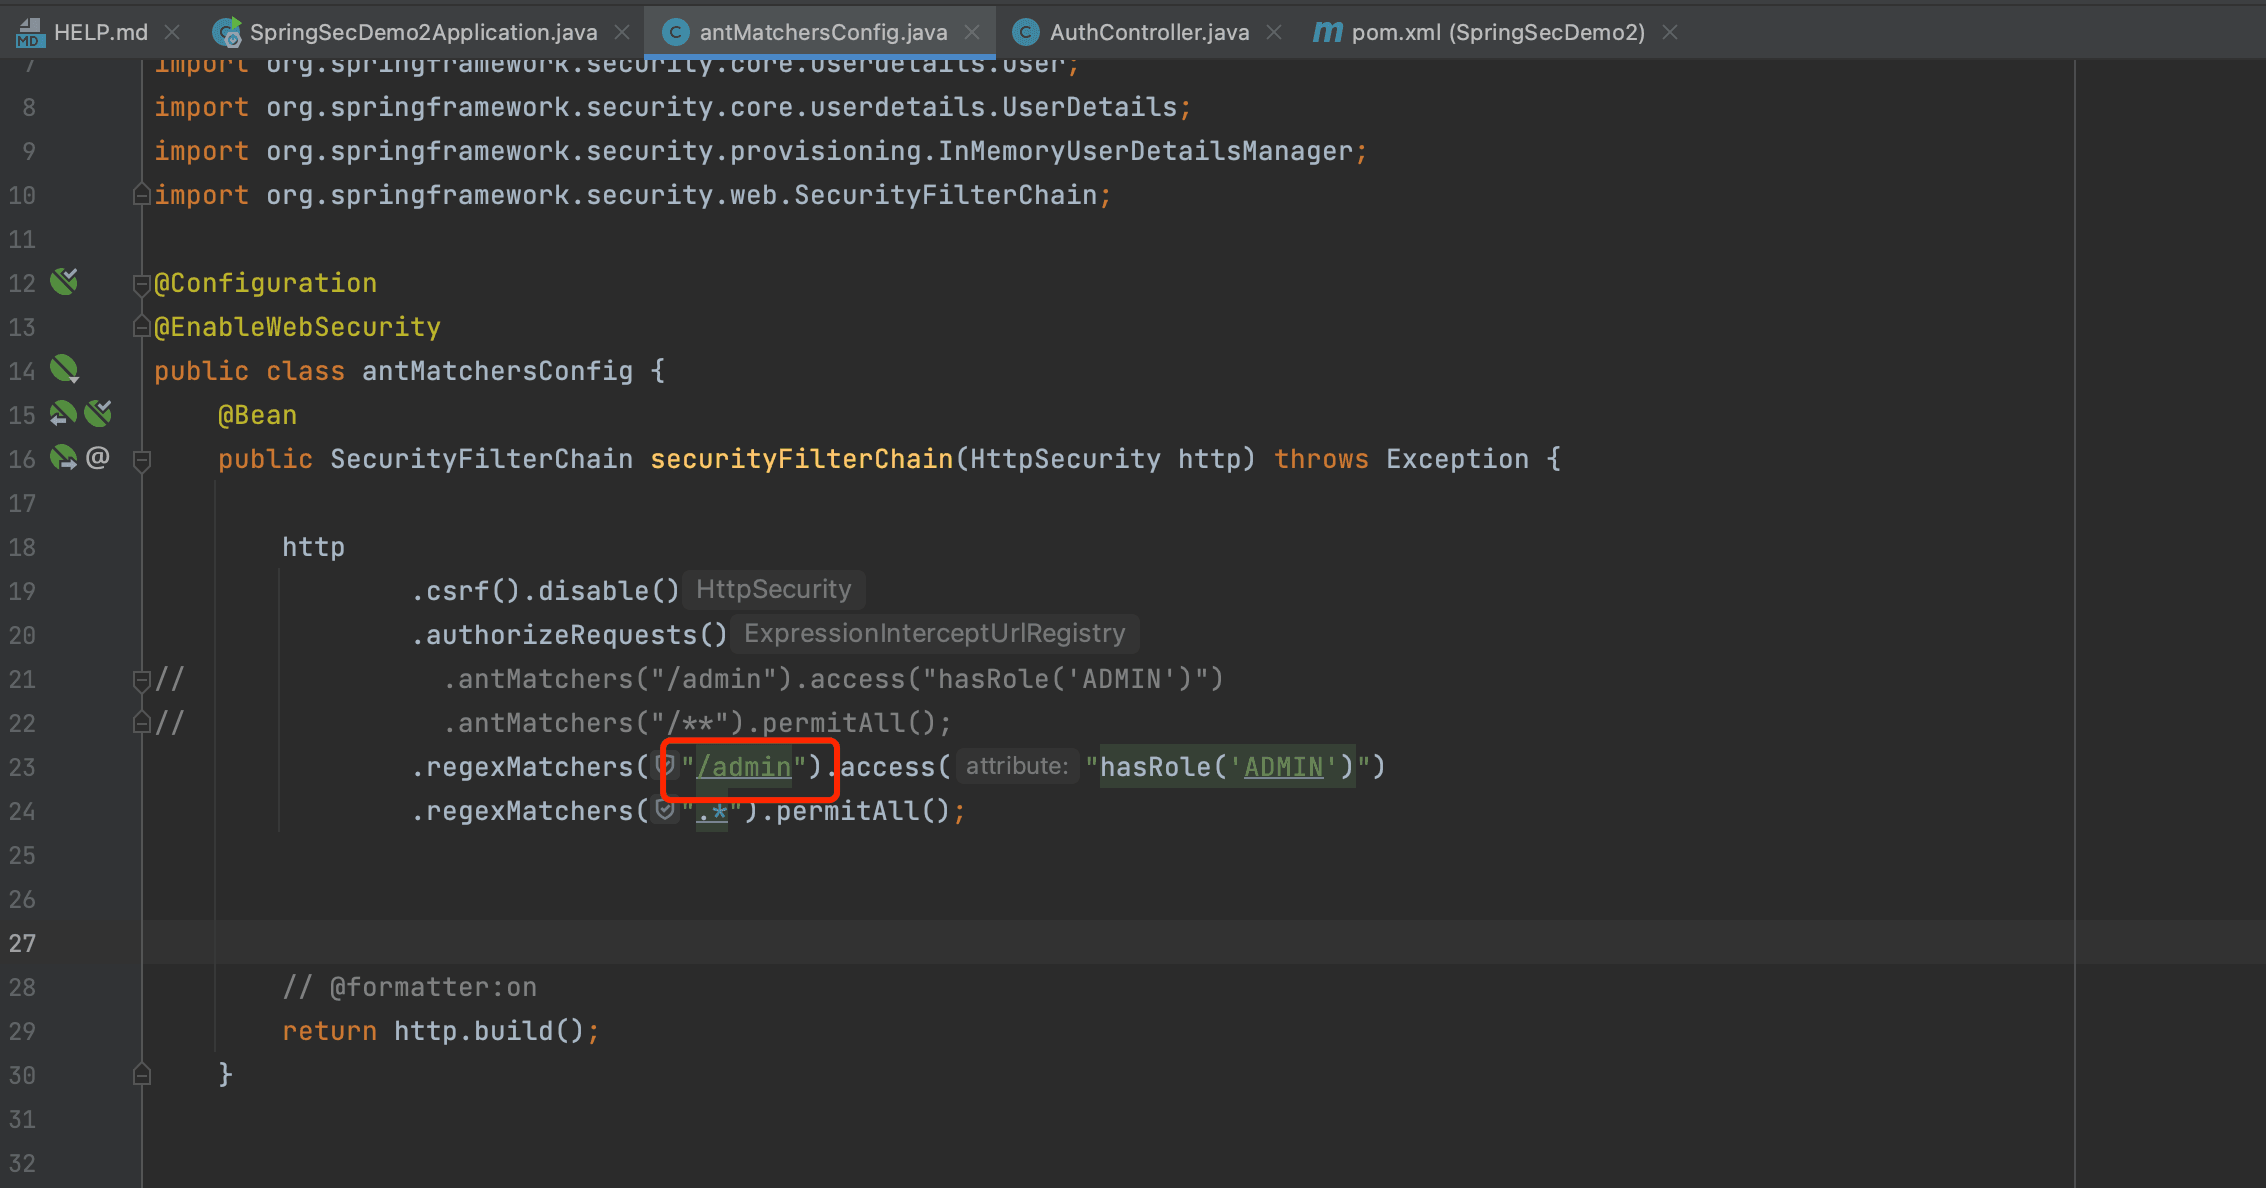 HELP.md SpringSecDemo2Application.java antMatchersConfig.java AuthController.java pom.xml (SpringSecDemo2)
7 import org.springframework.security.core.userdetails.User;
8 import org.springframework.security.core.userdetails.UserDetails;
9 import org.springframework.security.provisioning.InMemoryUserDetailsManager;
10 import org.springframework.security.web.SecurityFilterChain;
11
12 @Configuration
13 @EnableWebSecurity
14 public class antMatchersConfig {
15 @Bean
16 @ public SecurityFilterChain securityFilterChain(HttpSecurity http) throws Exception {
17
18 http
19 .csrf().disable() HttpSecurity
20 .authorizeRequests() ExpressionInterceptUrlRegistry
21 // .antMatchers("/admin").access("hasRole('ADMIN')")
22 // .antMatchers("/**").permitAll();
23 .regexMatchers("/admin").access( attribute: "hasRole('ADMIN')")
24 .regexMatchers(".*").permitAll();
25
26
27
28 // @formatter:on
29 return http.build();
30 }
31
32